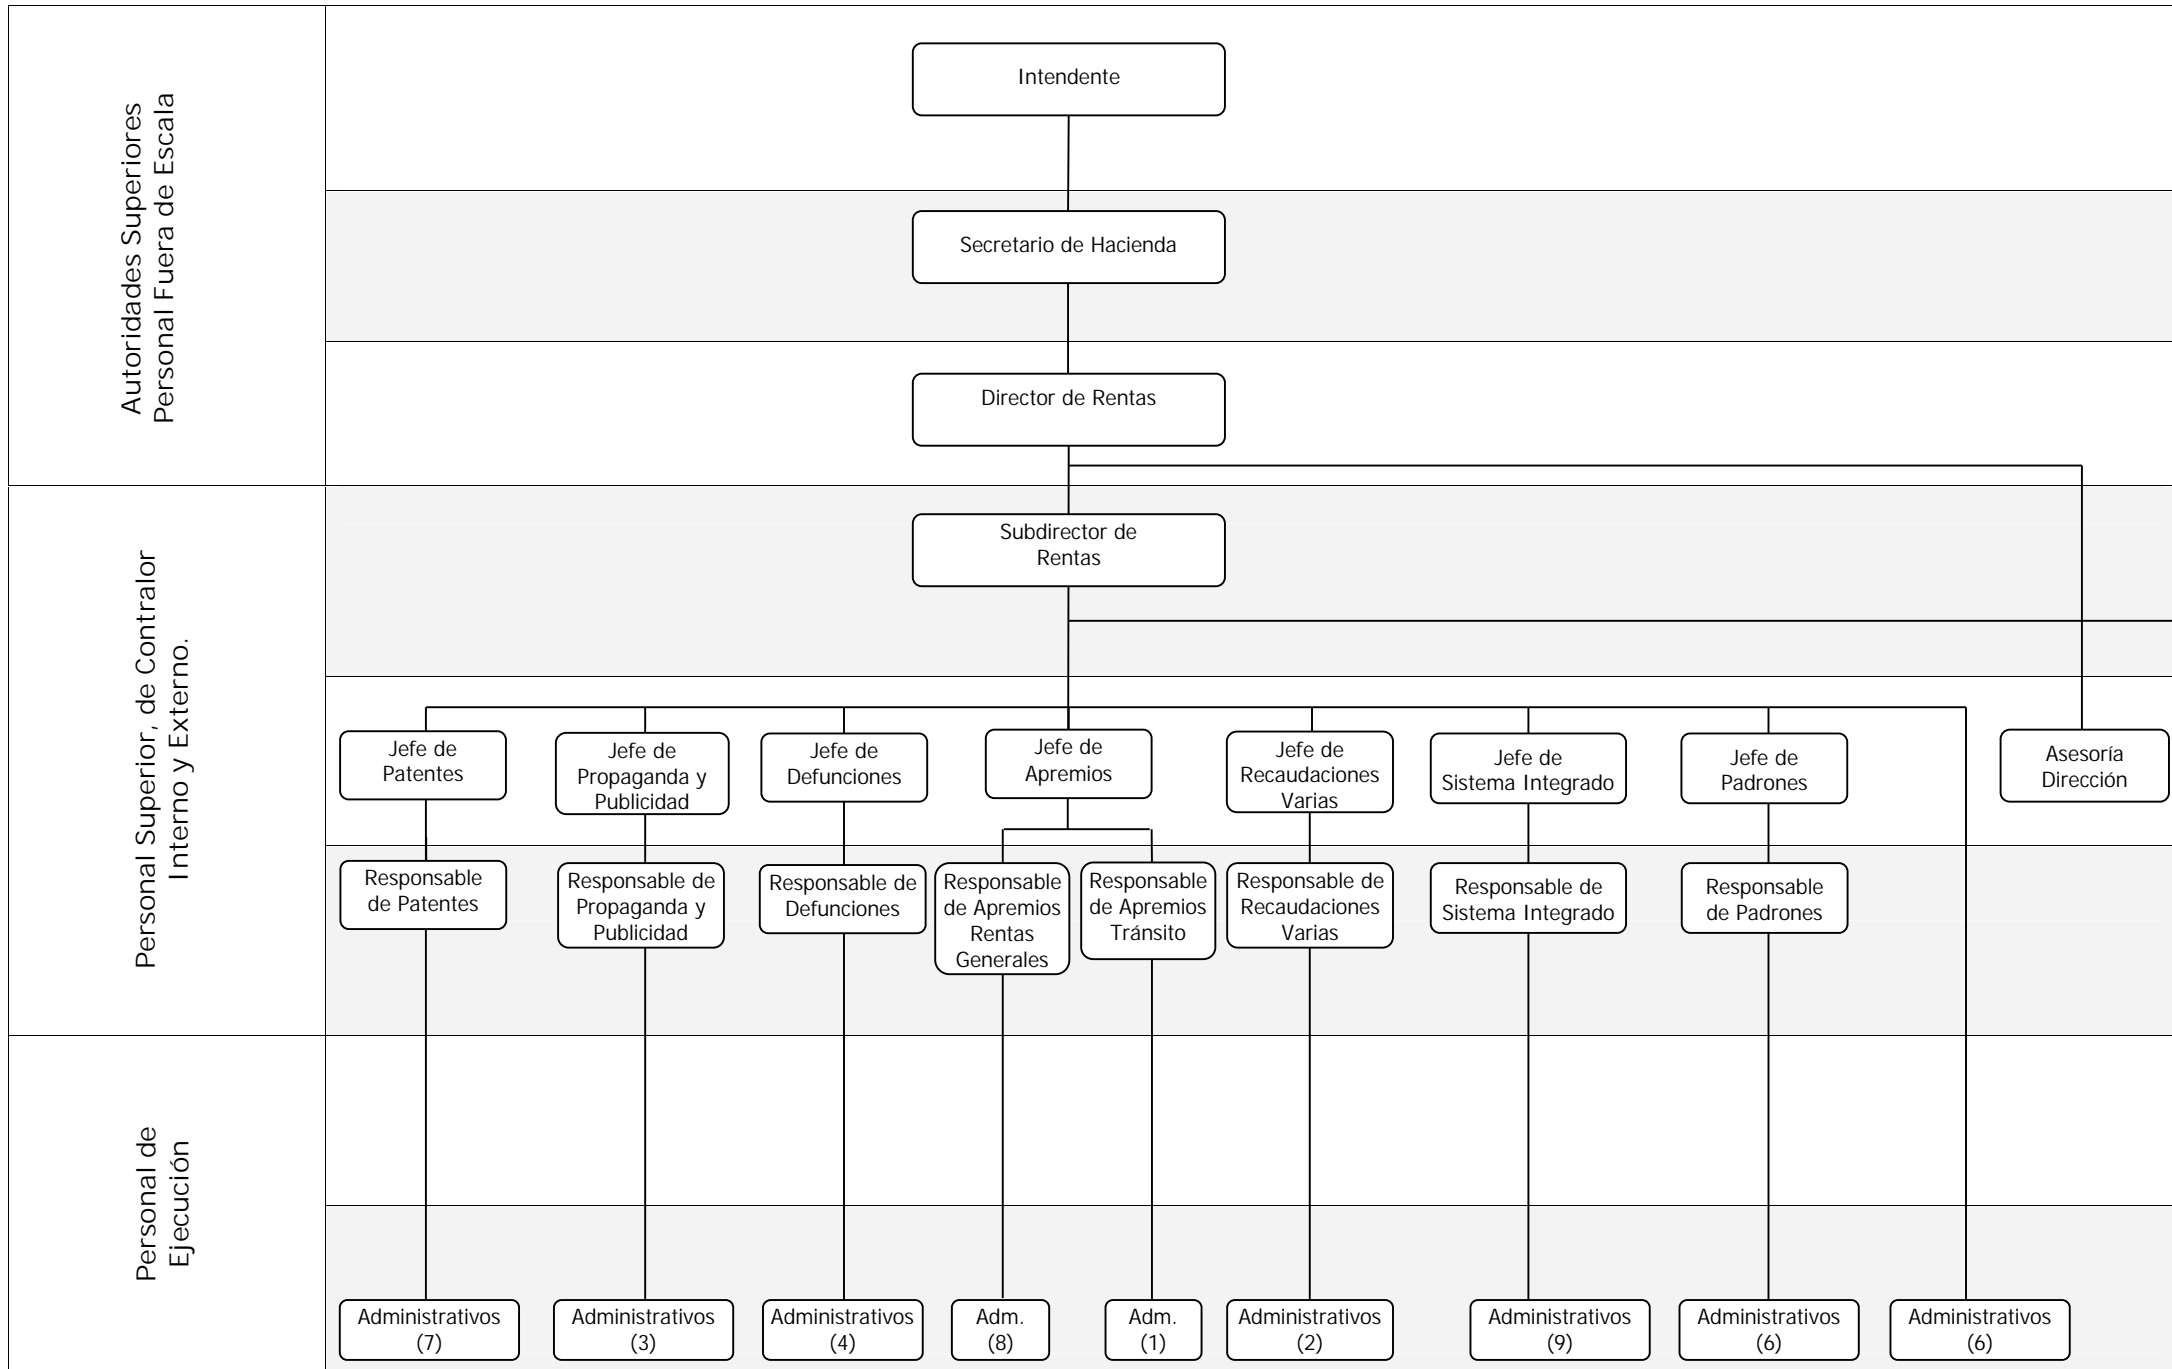 Autoridades Superiores
Personal Fuera de Escala
Intendente
Secretario de Hacienda
Director de Rentas
Personal Superior, de Contralor
Interno y Externo.
Subdirector de
Rentas
Jefe de
Patentes
Jefe de
Propaganda y
Publicidad
Jefe de
Defunciones
Jefe de
Apremios
Jefe de
Recaudaciones
Varias
Jefe de
Sistema Integrado
Jefe de
Padrones
Asesoría
Dirección
Responsable
de Patentes
Responsable de
Propaganda y
Publicidad
Responsable de
Defunciones
Responsable
de Apremios
Rentas
Generales
Responsable
de Apremios
Tránsito
Responsable de
Recaudaciones
Varias
Responsable de
Sistema Integrado
Responsable
de Padrones
Personal de
Ejecución
Administrativos
(7)
Administrativos
(3)
Administrativos
(4)
Adm.
(8)
Adm.
(1)
Administrativos
(2)
Administrativos
(9)
Administrativos
(6)
Administrativos
(6)